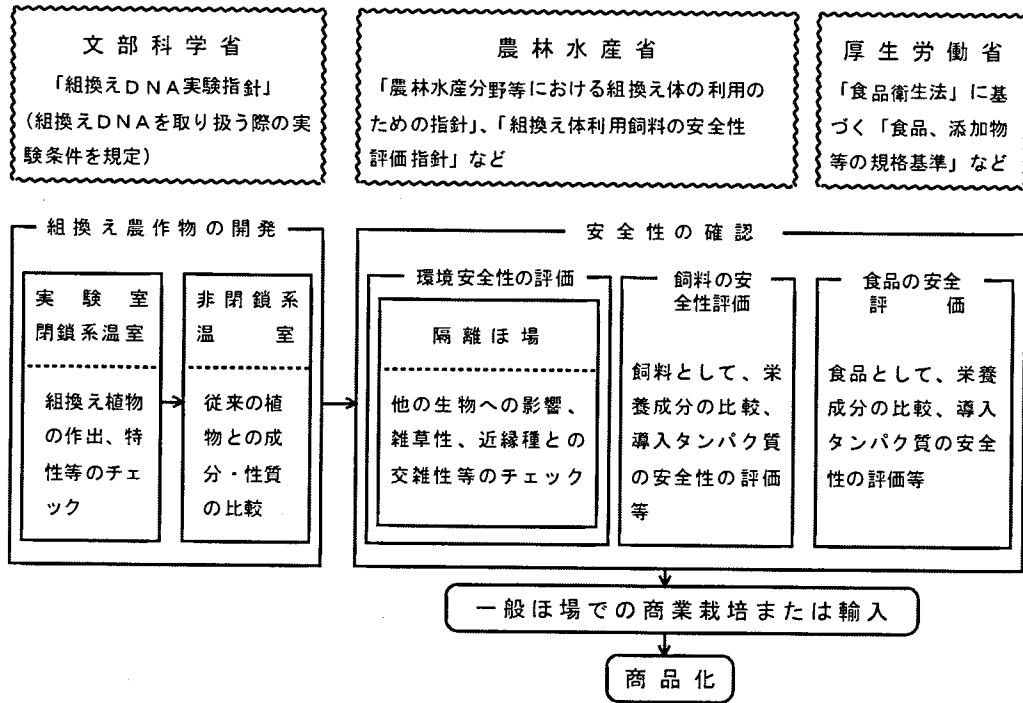 文部科学省
「組換えDNA実験指針」
(組換えDNAを取り扱う際の実
験条件を規定)
農林水産省
「農林水産分野等における組換え体の利用の
ための指針」、「組換え体利用飼料の安全性
評価指針」など
厚生労働省
「食品衛生法」に基
づく「食品、添加物
等の規格基準」など
組換え農作物の開発
実験室
閉鎖系温室
組換え植物
の作出、特
性等のチェ
ック
非閉鎖系
温室
従来の植
物との成
分・性質
の比較
安全性の確認
環境安全性の評価
隔離ほ場
他の生物への影響、
雑草性、近縁種との
交雑性等のチェック
飼料の安
全性評価
飼料として、栄
養成分の比較、
導入タンパク質
の安全性の評価
等
食品の安全
評価
食品として、栄養
成分の比較、導入
タンパク質の安全
性の評価等
一般ほ場での商業栽培または輸入
商品化